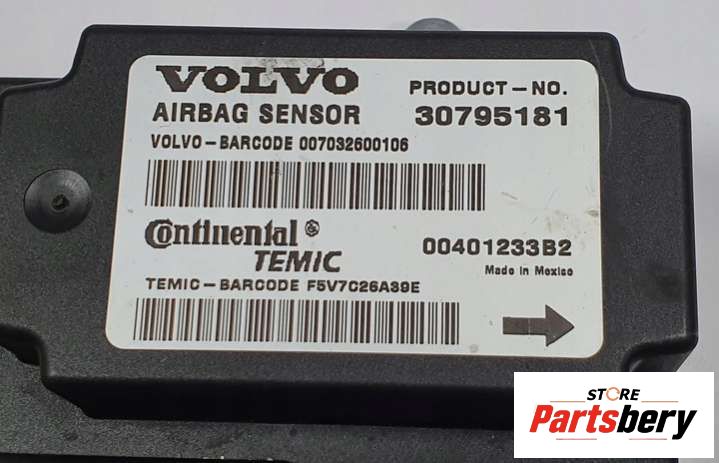 VOLVO
PRODUCT-NO.
AIRBAG SENSOR
30795181
VOLVO-BARCODE 007032600106
Continental
TEMIC
00401233B2
Made in Mexico
TEMIC-BARCODE F5V7C26A39E
STORE
Partsbery